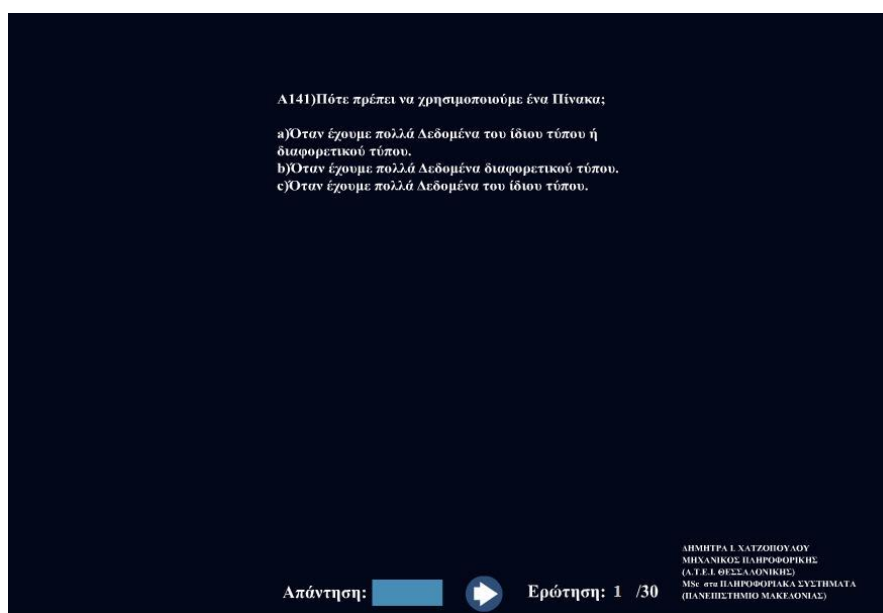 Α141)Πότε πρέπει να χρησιμοποιούμε ένα Πίνακα;
a)Όταν έχουμε πολλά Δεδομένα του ίδιου τύπου ή
διαφορετικού τύπου.
b)Όταν έχουμε πολλά Δεδομένα διαφορετικού τύπου.
c)Όταν έχουμε πολλά Δεδομένα του ίδιου τύπου.
Απάντηση:
Ερώτηση: 1 /30
ΔΗΜΗΤΡΑ Ι. ΧΑΤΖΟΠΟΥΛΟΥ
ΜΗΧΑΝΙΚΟΣ ΠΛΗΡΟΦΟΡΙΚΗΣ
(Α.Τ.Ε.Ι. ΘΕΣΣΑΛΟΝΙΚΗΣ)
MSc στα ΠΛΗΡΟΦΟΡΙΑΚΑ ΣΥΣΤΗΜΑΤΑ
(ΠΑΝΕΠΙΣΤΗΜΙΟ ΜΑΚΕΔΟΝΙΑΣ)